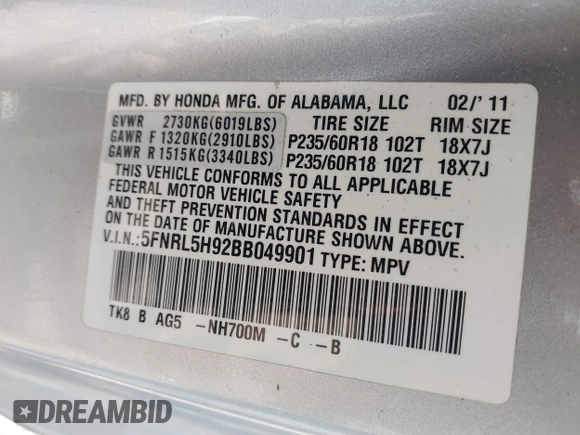 MFD. BY HONDA MFG. OF ALABAMA, LLC 02/'11
GVWR 2730KG(6019LBS) TIRE SIZE RIM SIZE
GAWR F 1320KG(2910LBS) P235/60R18 102T 18X7J
GAWR R 1515KG(3340LBS) P235/60R18 102T 18X7J
THIS VEHICLE CONFORMS TO ALL APPLICABLE
FEDERAL MOTOR VEHICLE SAFETY
AND THEFT PREVENTION STANDARDS IN EFFECT
ON THE DATE OF MANUFACTURE SHOWN ABOVE.
V.I.N.:5FNRL5H92BB049901 TYPE: MPV
TK8 B AG5 -NH700M -C -B
DREAMBID